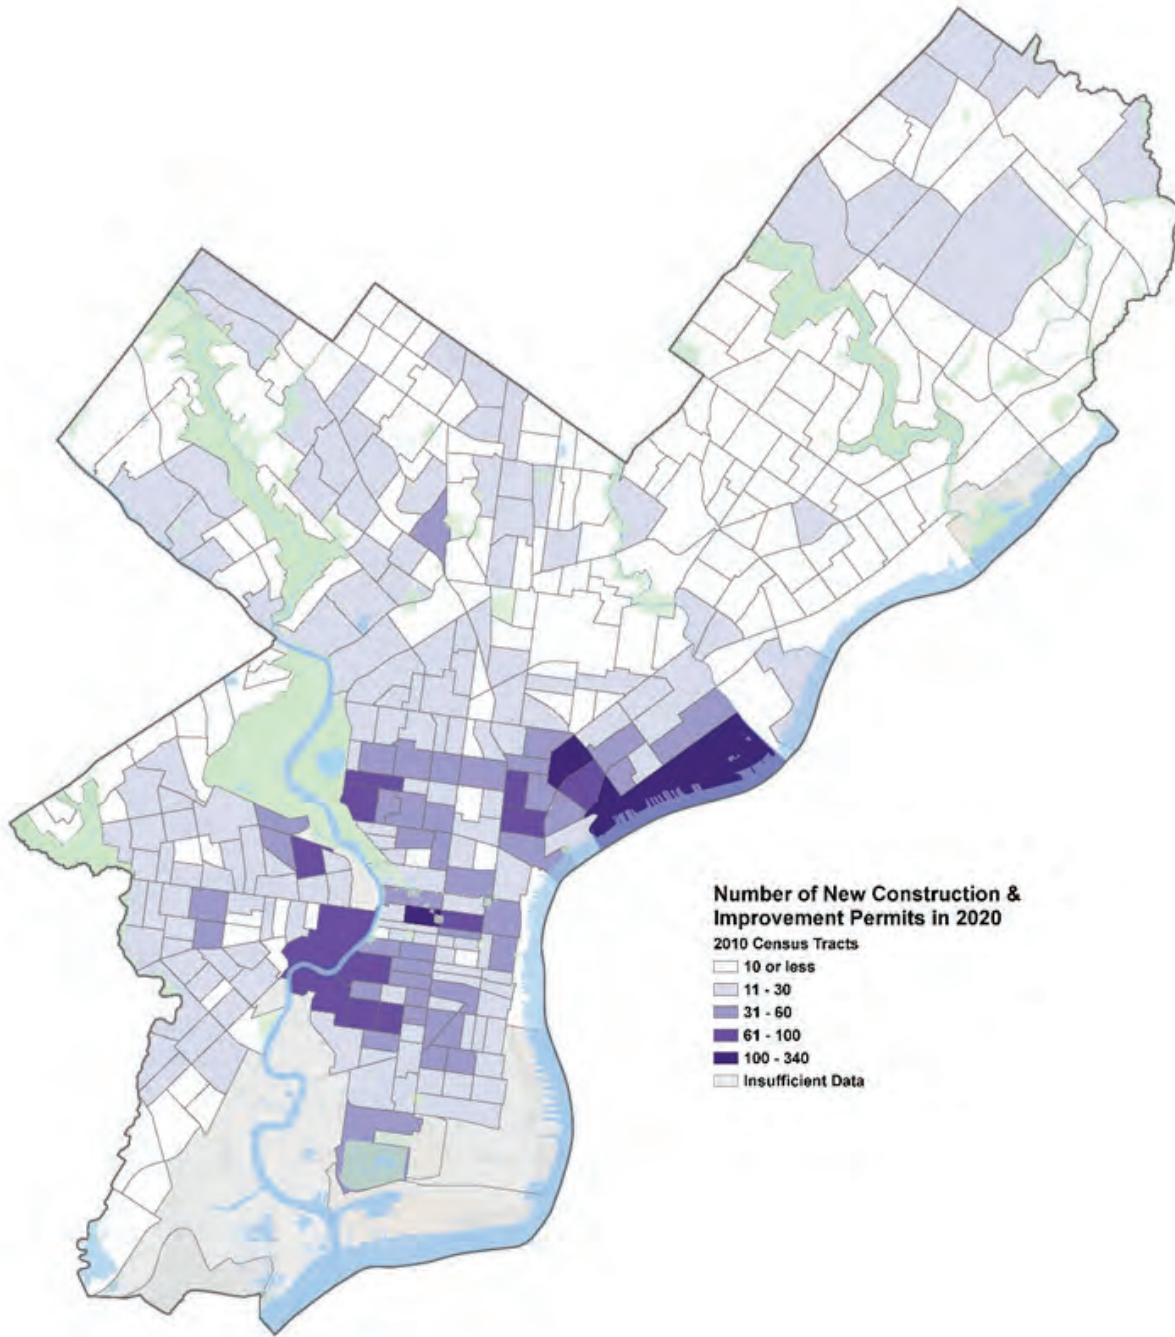 Number of New Construction &
Improvement Permits in 2020
2010 Census Tracts
10 or less
11 - 30
31 - 60
61 - 100
100 - 340
Insufficient Data